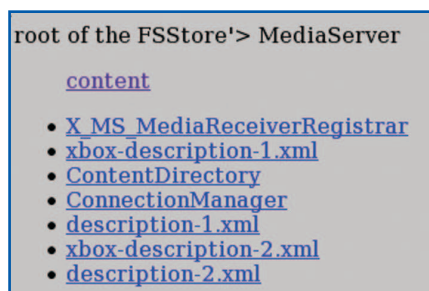 root of the FSStore'> MediaServer
content
X_MS_MediaReceiverRegistrar
xbox-description-1.xml
ContentDirectory
ConnectionManager
description-1.xml
xbox-description-2.xml
description-2.xml